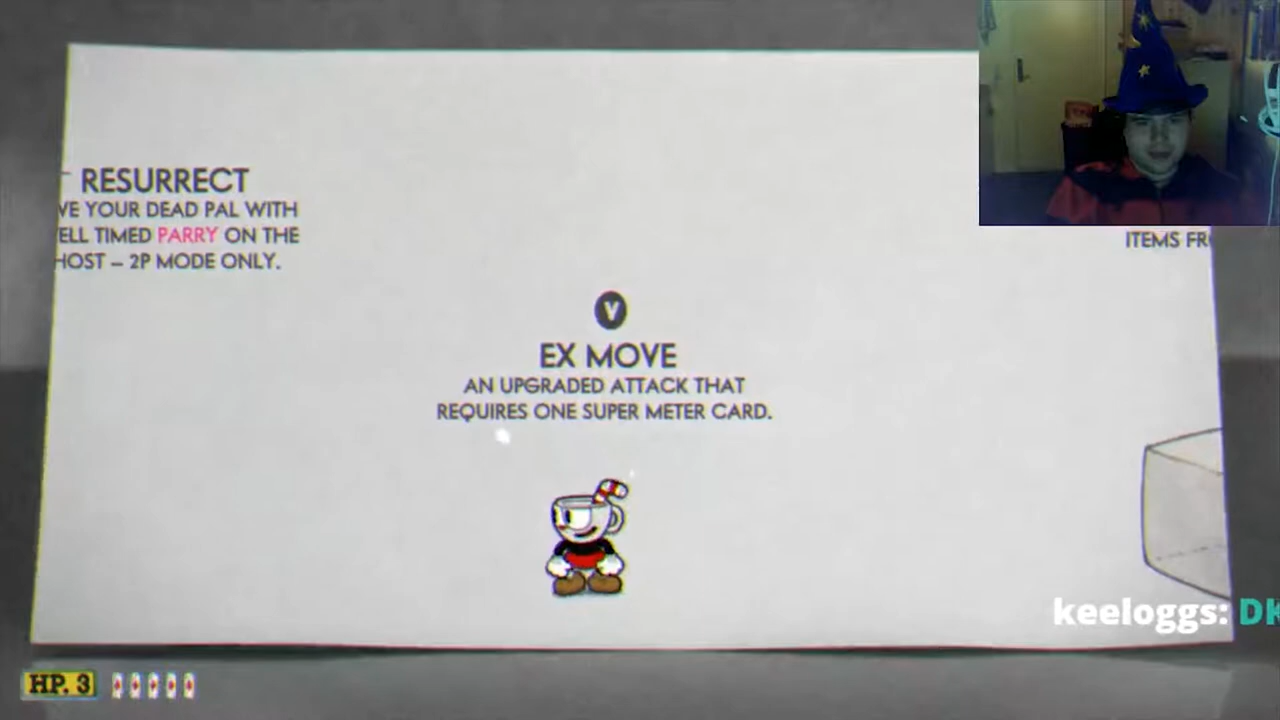 RESURRECT
VE YOUR DEAD PAL WITH
ELL TIMED PARRY ON THE
HOST – 2P MODE ONLY.
ITEMS FR
V
EX MOVE
AN UPGRADED ATTACK THAT
REQUIRES ONE SUPER METER CARD.
keeloggs: DK
HP. 3